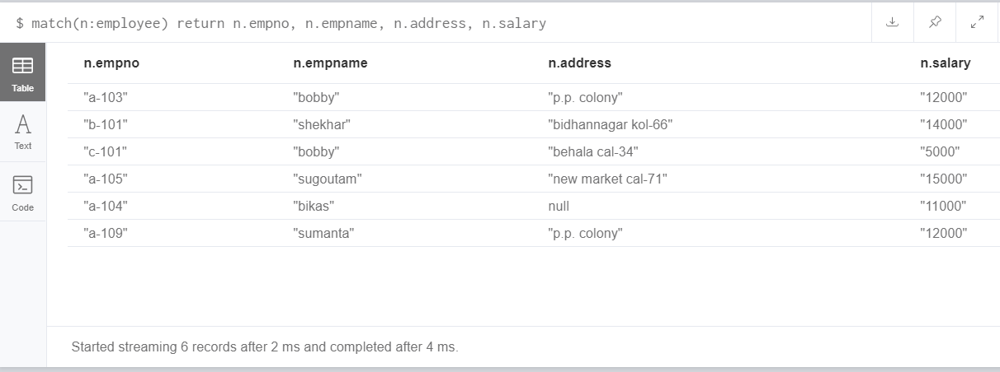 $ match(n:employee) return n.empno, n.empname, n.address, n.salary
Table
Text
Code
n.empno n.empname n.address n.salary
"a-103" "bobby" "p.p. colony" "12000"
"b-101" "shekhar" "bidhannagar kol-66" "14000"
"c-101" "bobby" "behala cal-34" "5000"
"a-105" "sugoutam" "new market cal-71" "15000"
"a-104" "bikas" null "11000"
"a-109" "sumanta" "p.p. colony" "12000"
Started streaming 6 records after 2 ms and completed after 4 ms.